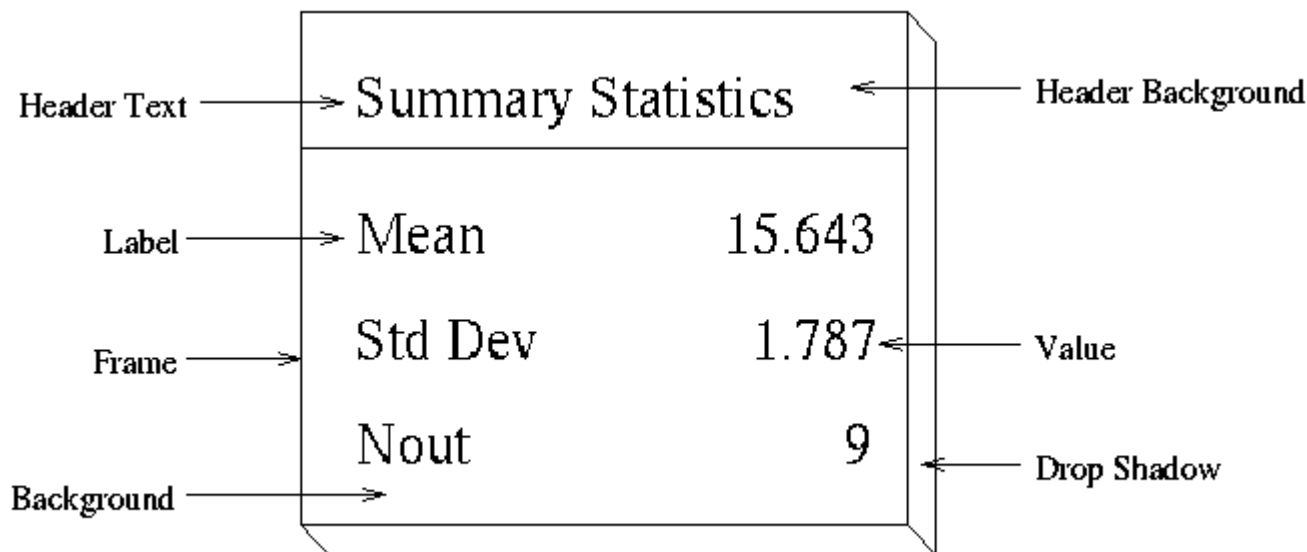 Header Text
Summary Statistics
Header Background
Label
Mean 15.643
Std Dev 1.787
Frame
Value
Nout 9
Drop Shadow
Background